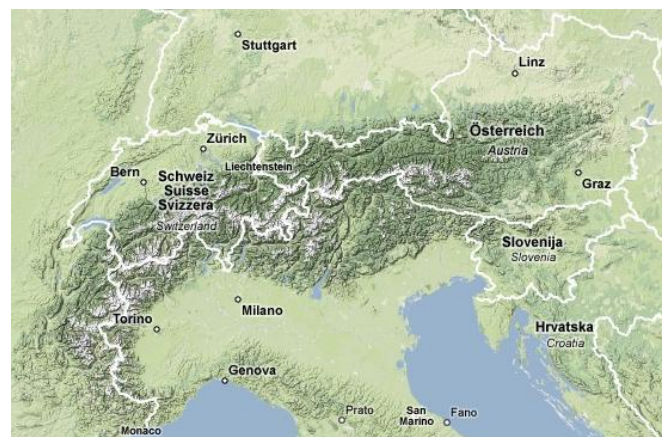 Stuttgart
Linz
Zürich
Österreich
Austria
Liechtenstein
Bern
Schweiz
Suisse
Svizzera
Switzerland
Graz
Slovenija
Slovenia
Milano
Torino
Hrvatska
Croatia
Genova
Prato
San
Marino
Fano
Monaco